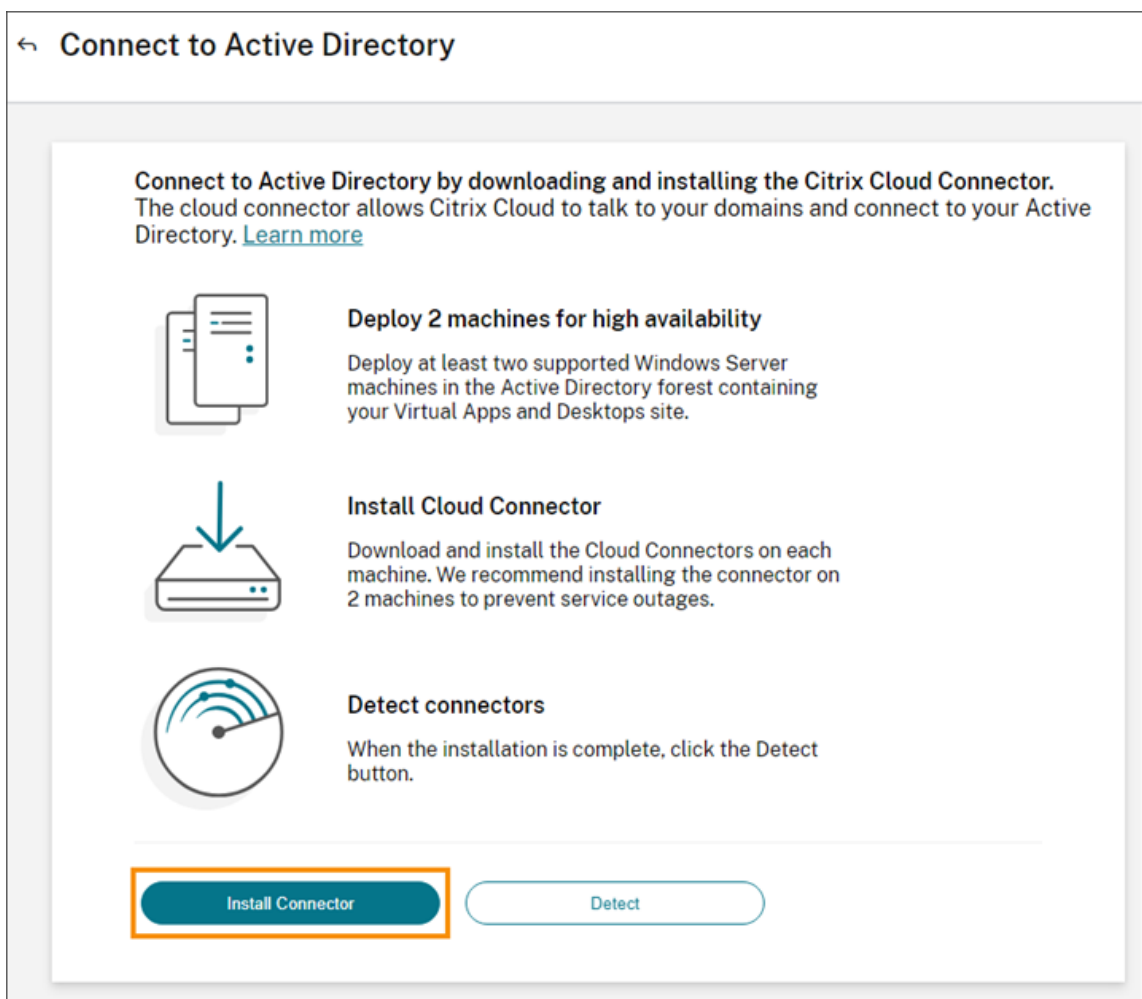 Connect to Active Directory
Connect to Active Directory by downloading and installing the Citrix Cloud Connector.
The cloud connector allows Citrix Cloud to talk to your domains and connect to your Active
Directory. Learn more
Deploy 2 machines for high availability
Deploy at least two supported Windows Server
machines in the Active Directory forest containing
your Virtual Apps and Desktops site.
Install Cloud Connector
Download and install the Cloud Connectors on each
machine. We recommend installing the connector on
2 machines to prevent service outages.
Detect connectors
When the installation is complete, click the Detect
button.
Install Connector
Detect